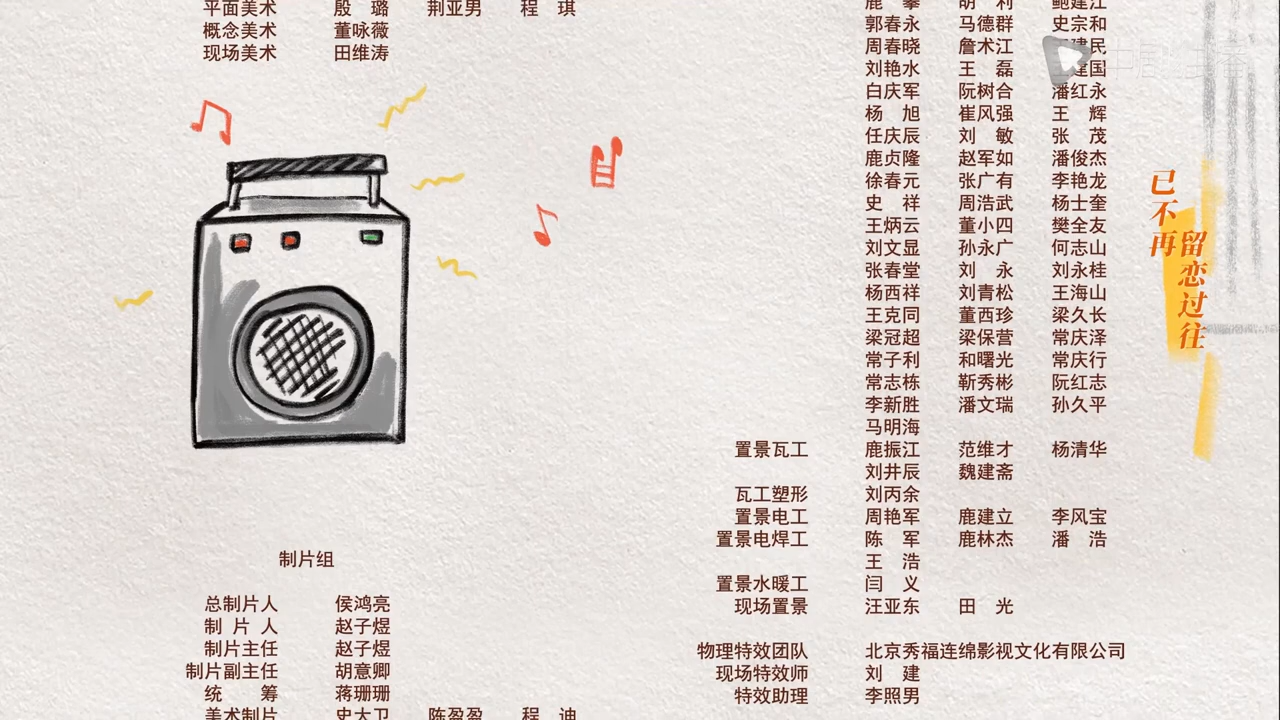 平面美术 殷 璐 荆亚男 程 琪
概念美术 董咏薇
现场美术 田维涛
制片组
总制片人 侯鸿亮
制 片 人 赵子煜
制片主任 赵子煜
制片副主任 胡意卿
统 筹 蒋珊珊
美术制片 史大卫 陈盈盈 程 迪
郭春永 马德群 史宗和
周春晓 詹术江 建民
刘艳水 王 磊 建国
白庆军 阮树合 潘红永
杨 旭 崔风强 王 辉
任庆辰 刘 敏 张 茂
鹿贞隆 赵军如 潘俊杰
徐春元 张广有 李艳龙
史 祥 周浩武 杨士奎
王炳云 董小四 樊全友
刘文显 孙永广 何志山
张春堂 刘 永 刘永桂
杨西祥 刘青松 王海山
王克同 董西珍 梁久长
梁冠超 梁保营 常庆泽
常子利 和曙光 常庆行
常志栋 靳秀彬 阮红志
李新胜 潘文瑞 孙久平
马明海
置景瓦工 鹿振江 范维才 杨清华
刘井辰 魏建斋
瓦工塑形 刘丙余
置景电工 周艳军 鹿建立 李风宝
置景电焊工 陈 军 鹿林杰 潘 浩
王 浩
置景水暖工 闫 义
现场置景 汪亚东 田 光
物理特效团队 北京秀福连绵影视文化有限公司
现场特效师 刘 建
特效助理 李照男
已不再
留恋过往